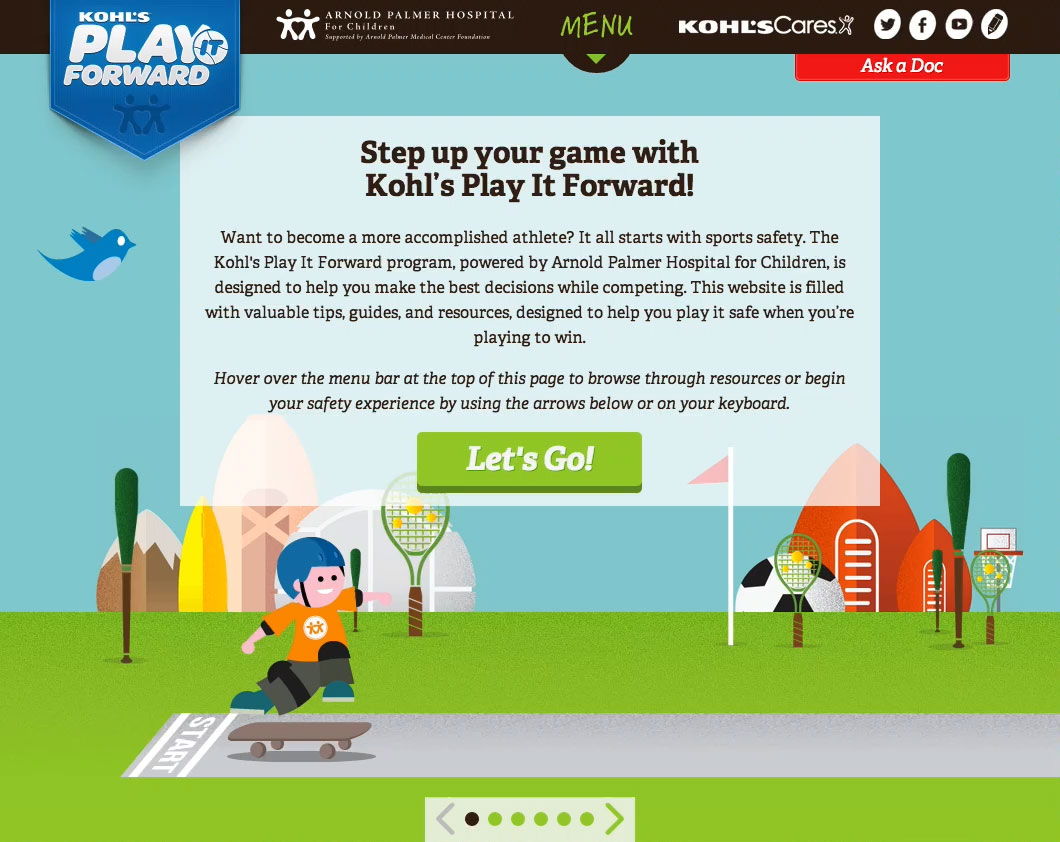 KOHL'S
PLAY IT
FORWARD
ARNOLD PALMER HOSPITAL
For Children
Supported by Arnold Palmer Medical Center Foundation
MENU
KOHL'S Cares
Ask a Doc
Step up your game with
Kohl’s Play It Forward!
Want to become a more accomplished athlete? It all starts with sports safety. The
Kohl's Play It Forward program, powered by Arnold Palmer Hospital for Children, is
designed to help you make the best decisions while competing. This website is filled
with valuable tips, guides, and resources, designed to help you play it safe when you’re
playing to win.
Hover over the menu bar at the top of this page to browse through resources or begin
your safety experience by using the arrows below or on your keyboard.
Let's Go!
START